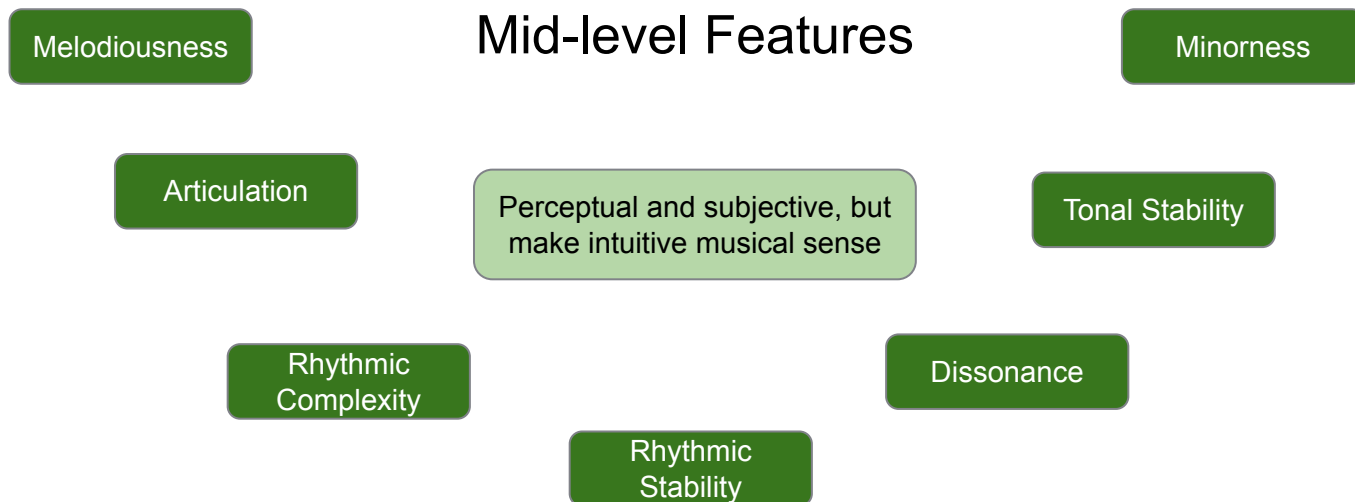 Mid-level Features
Melodiousness
Minorness
Articulation
Perceptual and subjective, but
make intuitive musical sense
Tonal Stability
Rhythmic
Complexity
Dissonance
Rhythmic
Stability